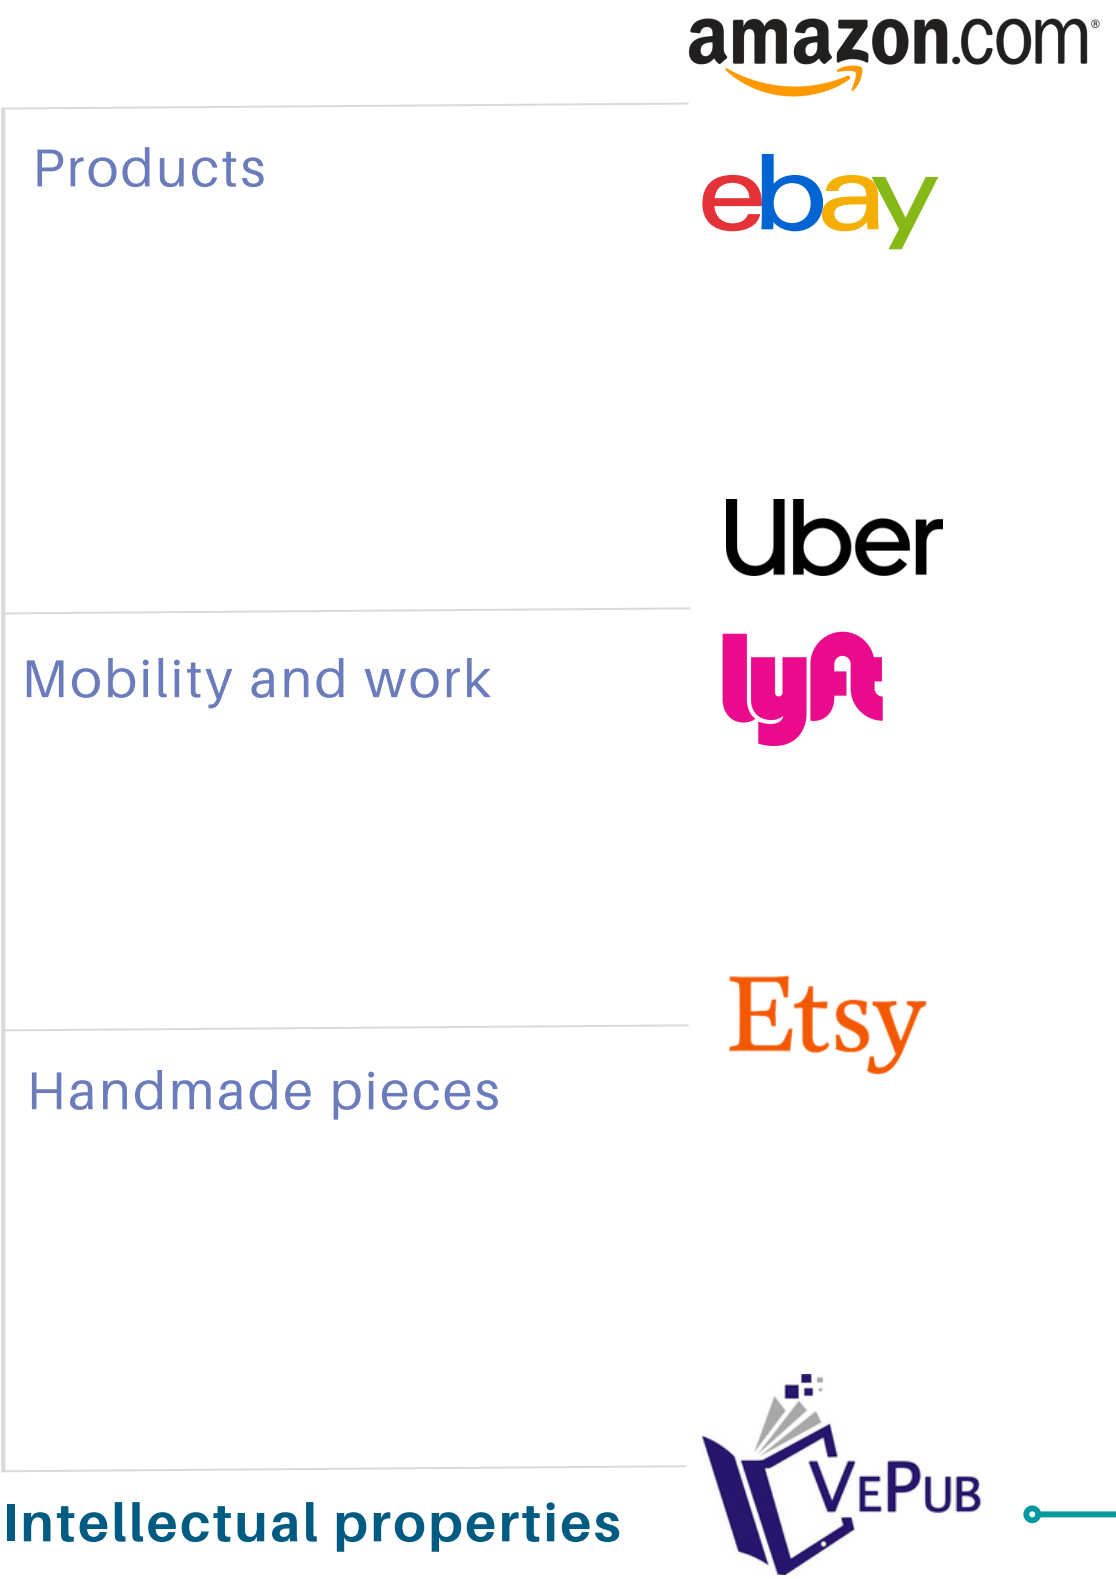 amazon.com®
Products
ebay
Uber
Mobility and work
lyft
Etsy
Handmade pieces
VePub
Intellectual properties